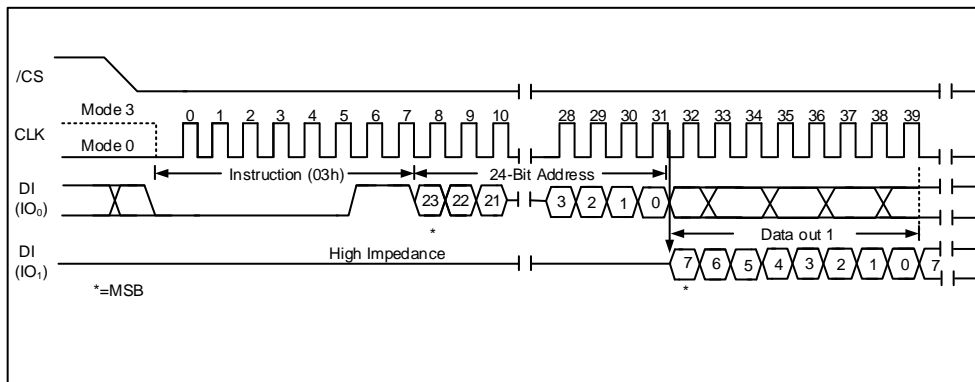 /CS
Mode 3
0 1 2 3 4 5 6 7 8 9 10 28 29 30 31 32 33 34 35 36 37 38 39
CLK
Mode 0
Instruction (03h) 24-Bit Address
DI
(IO₀)
23 22 21 3 2 1 0
*
Data out 1
DI
(IO₁)
High Impedance
7 6 5 4 3 2 1 0 7
*
*=MSB